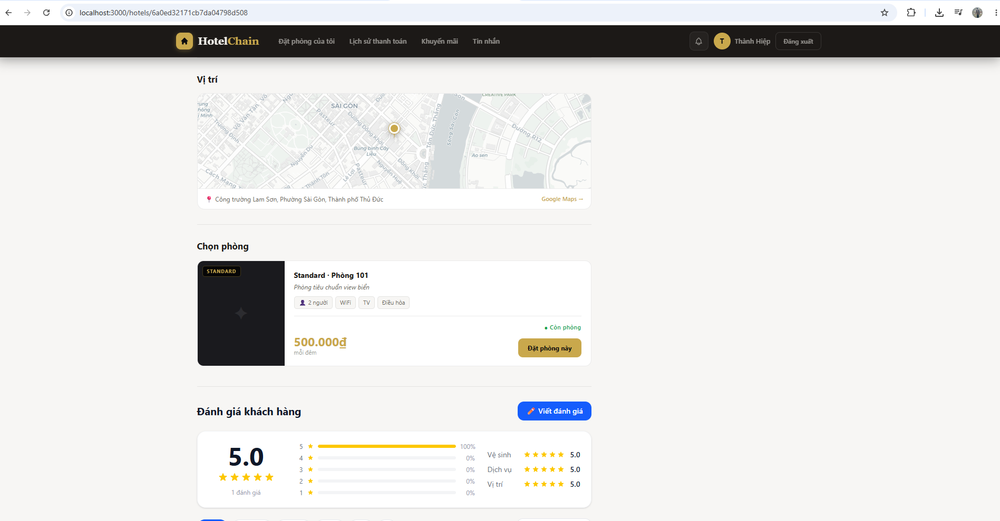 localhost:3000/hotels/6a0ed32171cb7da04798d508
HotelChain
Đặt phòng của tôi
Lịch sử thanh toán
Khuyến mãi
Tin nhắn
T
Thành Hiệp
Đăng xuất
Vị trí
CREATIVE PARK
SÀI GÒN
Võ Văn Tần
Trương Định
Pasteur
Đường Đồng Khởi
Tôn Đức Thắng
Sông Sài Gòn
Đường R12
Bùng binh Cây
Liễu
Ao sen
Nguyễn Du
Cách Mạng
Lê Lợi
Pasteur
Nguyễn Huệ
Đồng Khởi
📍 Công trường Lam Sơn, Phường Sài Gòn, Thành phố Thủ Đức
Google Maps →
Chọn phòng
STANDARD
Standard · Phòng 101
Phòng tiêu chuẩn view biển
👤 2 người
WiFi
TV
Điều hòa
● Còn phòng
500.000₫
mỗi đêm
Đặt phòng này
Đánh giá khách hàng
Viết đánh giá
5.0
★★★★★
1 đánh giá
5 ★ 100%
4 ★ 0%
3 ★ 0%
2 ★ 0%
1 ★ 0%
Vệ sinh ★★★★★ 5.0
Dịch vụ ★★★★★ 5.0
Vị trí ★★★★★ 5.0